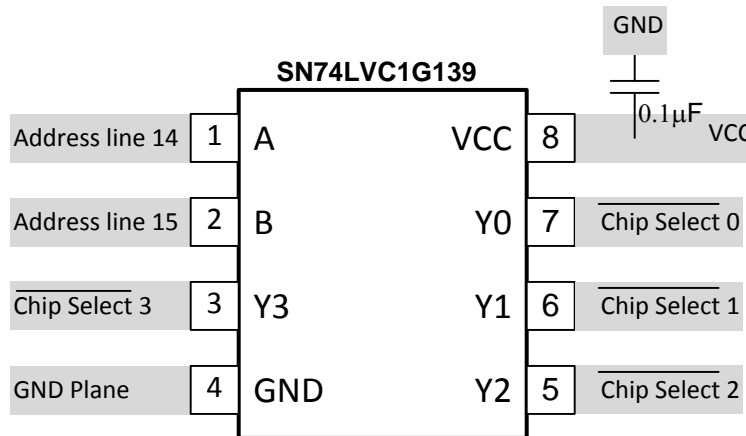 GND
SN74LVC1G139
0.1µF
Address line 14 1 A VCC 8 VCC
Address line 15 2 B Y0 7 Chip Select 0
Chip Select 3 3 Y3 Y1 6 Chip Select 1
GND Plane 4 GND Y2 5 Chip Select 2